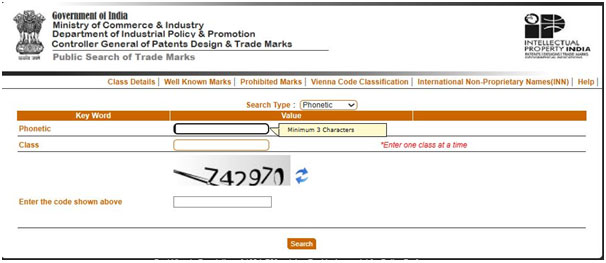 Government of India
Ministry of Commerce & Industry
Department of Industrial Policy & Promotion
Controller General of Patents Design & Trade Marks
Public Search of Trade Marks
INTELLECTUAL
PROPERTY INDIA
Class Details | Well Known Marks | Prohibited Marks | Vienna Code Classification | International Non-Proprietary Names(INN) | Help |
Search Type : Phonetic
Key Word Value
Phonetic Minimum 3 Characters
Class *Enter one class at a time
742970
Enter the code shown above
Search